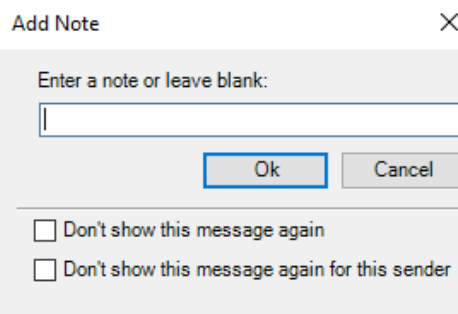 Add Note
Enter a note or leave blank:
Ok Cancel
Don't show this message again
Don't show this message again for this sender